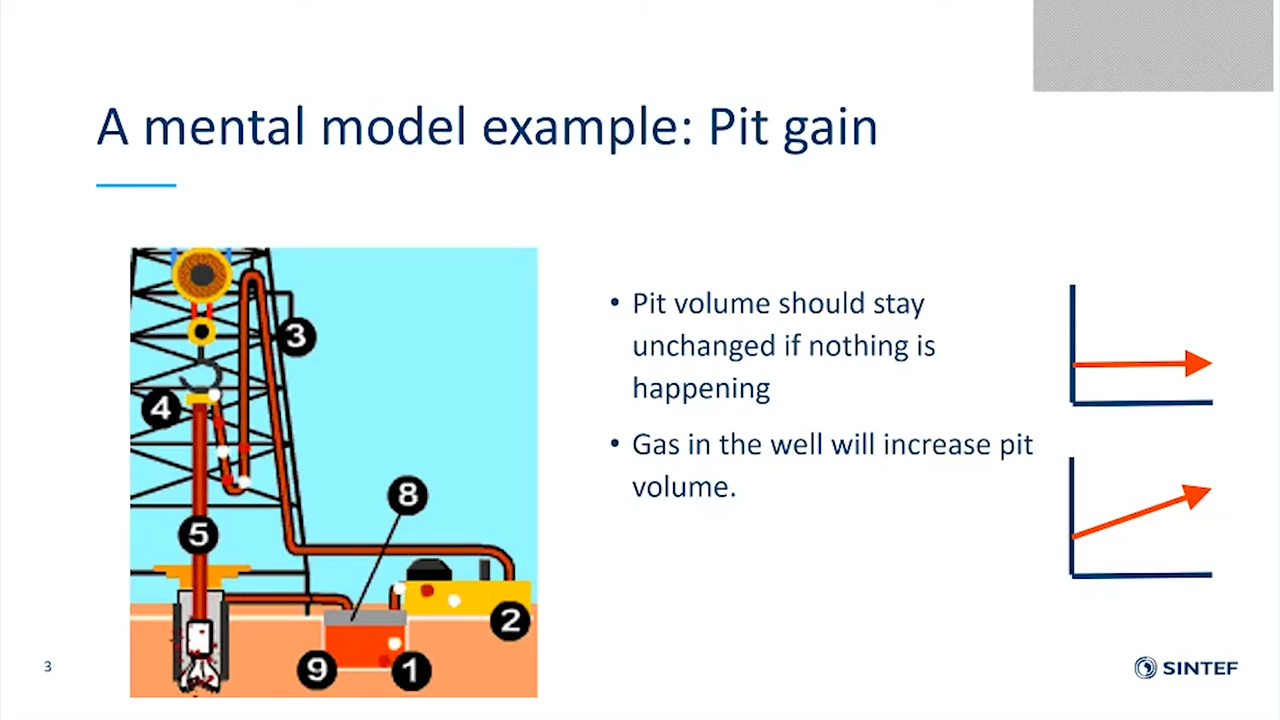 A mental model example: Pit gain
3
4
5
8
2
9
1
• Pit volume should stay
unchanged if nothing is
happening
• Gas in the well will increase pit
volume.
3
SINTEF